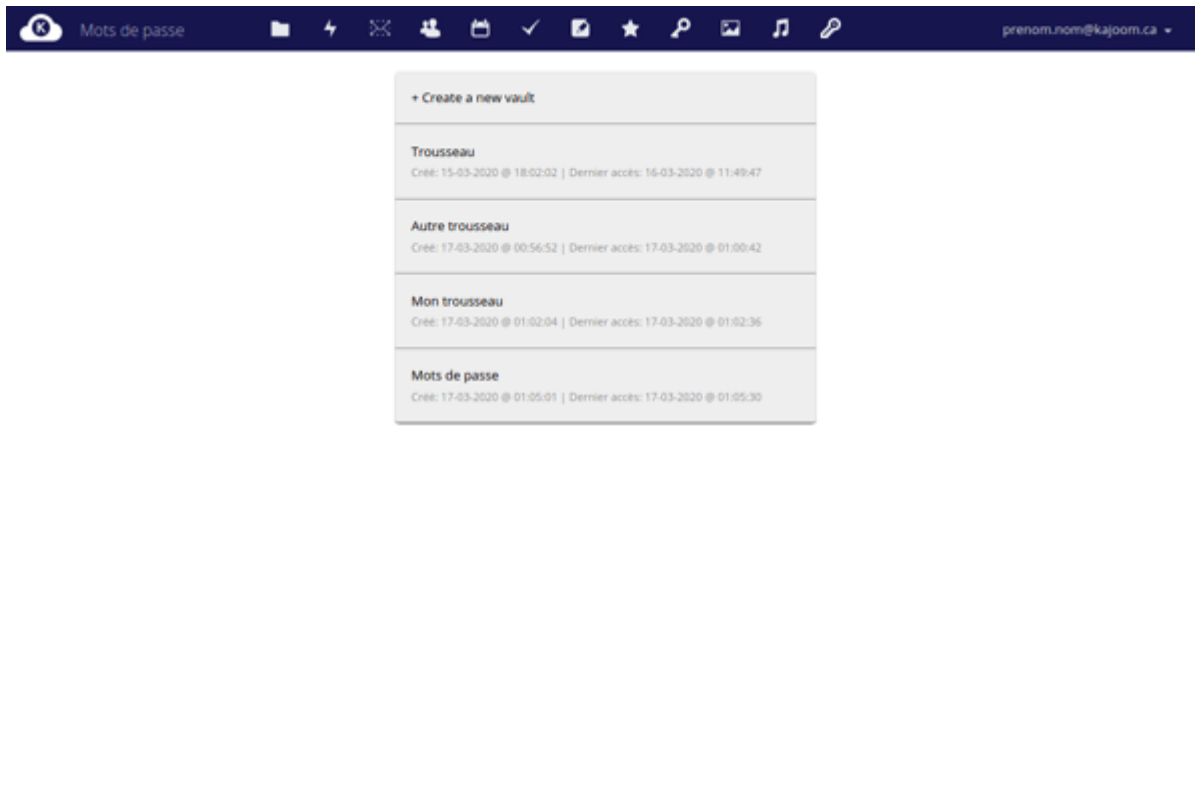 K
Mots de passe
prenom.nom@kajoom.ca
+ Create a new vault
Trousseau
Créé: 15-03-2020 @ 18:02:02 | Dernier accès: 16-03-2020 @ 11:49:47
Autre trousseau
Créé: 17-03-2020 @ 00:56:52 | Dernier accès: 17-03-2020 @ 01:00:42
Mon trousseau
Créé: 17-03-2020 @ 01:02:04 | Dernier accès: 17-03-2020 @ 01:02:36
Mots de passe
Créé: 17-03-2020 @ 01:05:01 | Dernier accès: 17-03-2020 @ 01:05:30